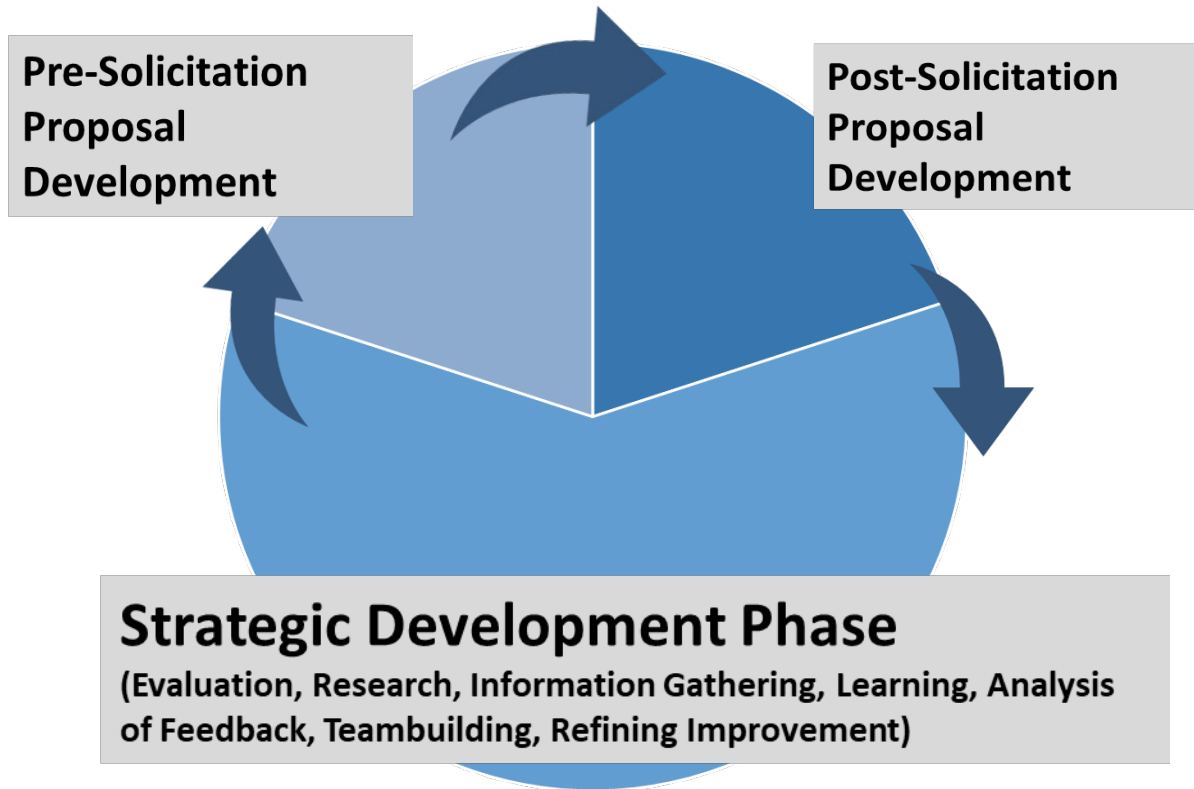 Pre-Solicitation
Proposal
Development
Post-Solicitation
Proposal
Development
Strategic Development Phase
(Evaluation, Research, Information Gathering, Learning, Analysis
of Feedback, Teambuilding, Refining Improvement)